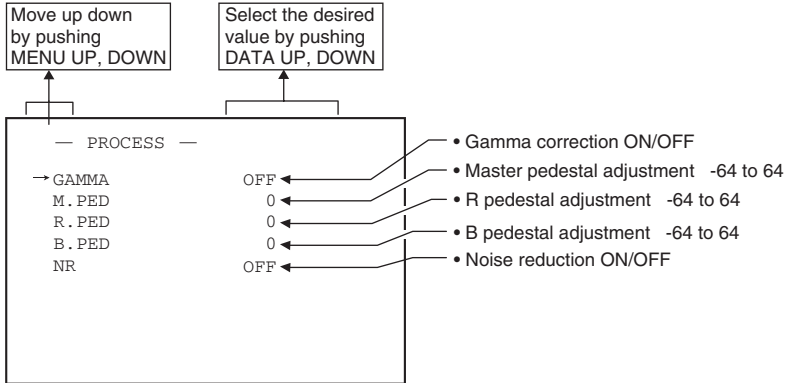 Move up down
by pushing
MENU UP, DOWN
Select the desired
value by pushing
DATA UP, DOWN
— PROCESS —
→GAMMA OFF
M.PED 0
R.PED 0
B.PED 0
NR OFF
• Gamma correction ON/OFF
• Master pedestal adjustment -64 to 64
• R pedestal adjustment -64 to 64
• B pedestal adjustment -64 to 64
• Noise reduction ON/OFF